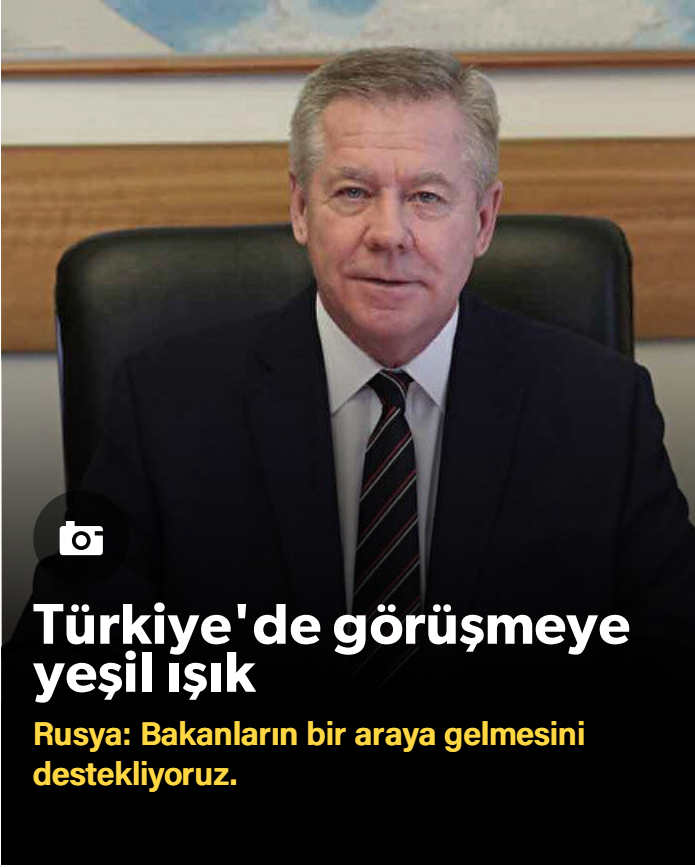 Türkiye'de görüşmeye
yeşil ışık
Rusya: Bakanların bir araya gelmesini
destekliyoruz.